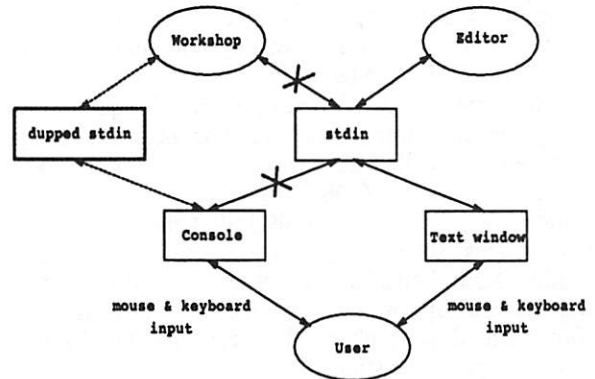 Workshop
Editor
dupped stdin
stdin
Console
Text window
mouse & keyboard
input
mouse & keyboard
input
User